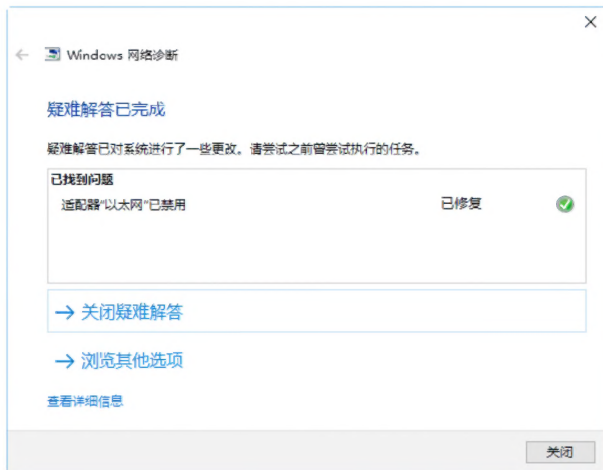 Windows 网络诊断
疑难解答已完成
疑难解答已对系统进行了一些更改。请尝试之前曾尝试执行的任务。
已找到问题
适配器“以太网”已禁用 已修复
→ 关闭疑难解答
→ 浏览其他选项
查看详细信息
关闭